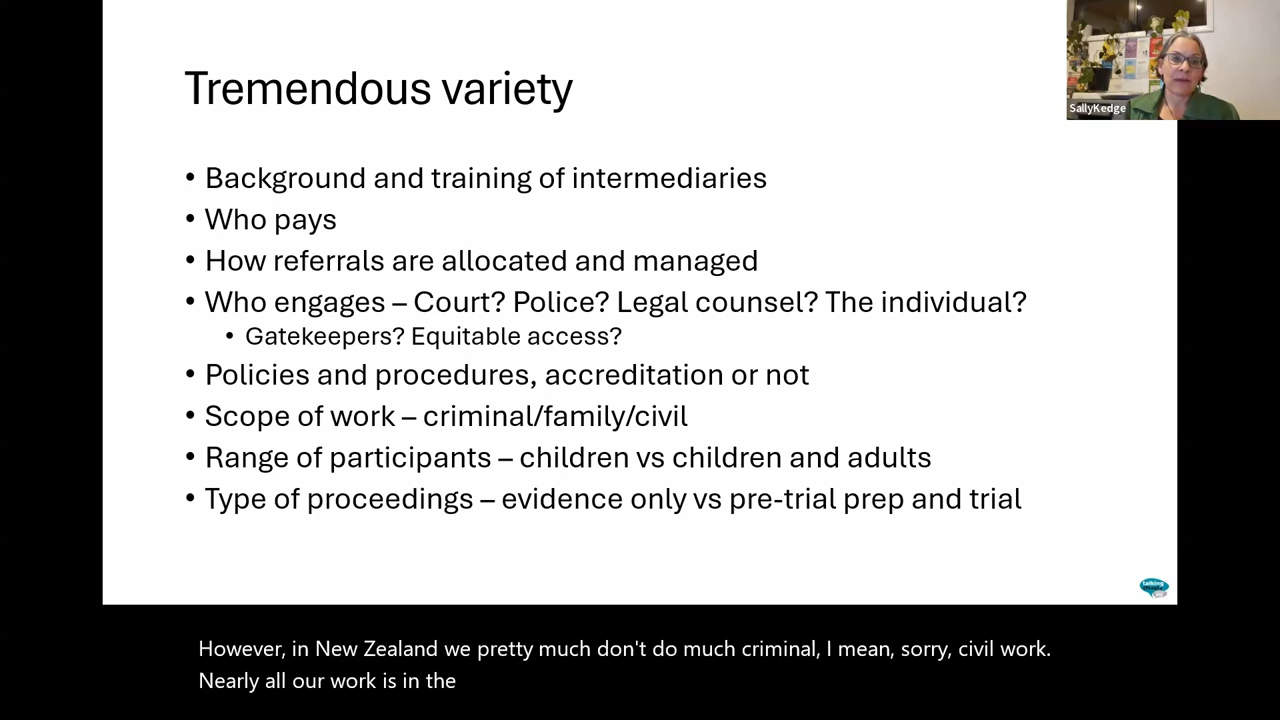 Tremendous variety
SallyKedge
• Background and training of intermediaries
• Who pays
• How referrals are allocated and managed
• Who engages – Court? Police? Legal counsel? The individual?
• Gatekeepers? Equitable access?
• Policies and procedures, accreditation or not
• Scope of work – criminal/family/civil
• Range of participants – children vs children and adults
• Type of proceedings – evidence only vs pre-trial prep and trial
talking
However, in New Zealand we pretty much don't do much criminal, I mean, sorry, civil work.
Nearly all our work is in the